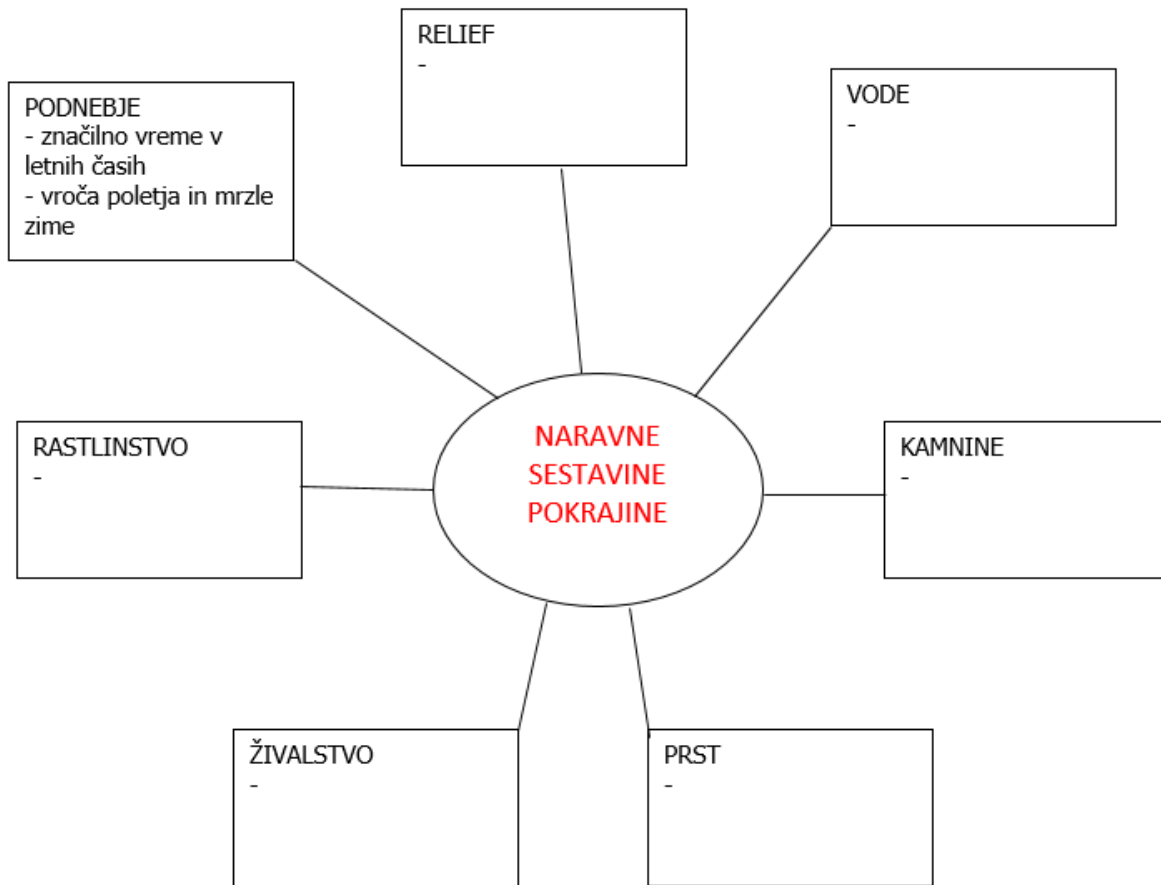 RELIEF
-
PODNEBJE
- značilno vreme v
letnih časih
- vroča poletja in mrzle
zime
VODE
-
RASTLINSTVO
-
NARAVNE
SESTAVINE
POKRAJINE
KAMNINE
-
ŽIVALSTVO
-
PRST
-